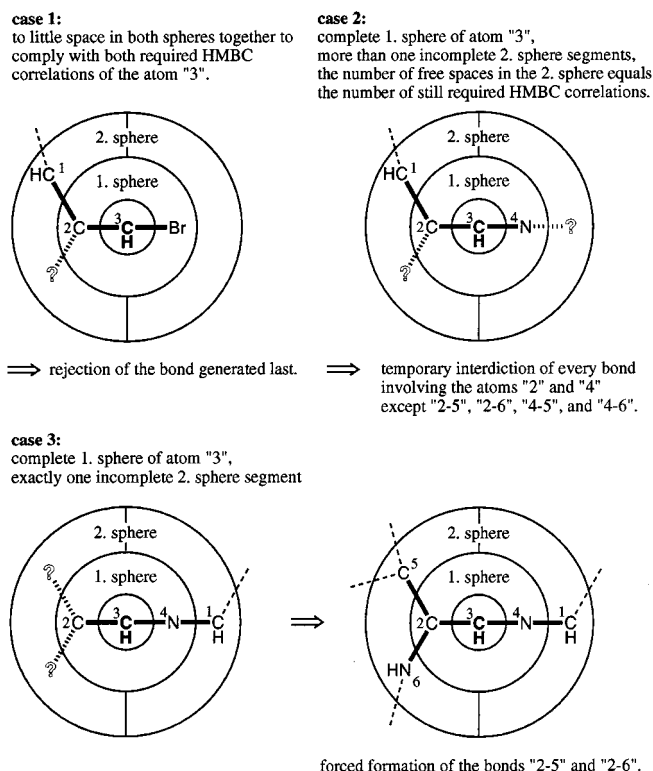 case 1:
to little space in both spheres together to
comply with both required HMBC
correlations of the atom "3".
case 2:
complete 1. sphere of atom "3",
more than one incomplete 2. sphere segments,
the number of free spaces in the 2. sphere equals
the number of still required HMBC correlations.
2. sphere
1. sphere
HC 1
2 C 3 C H Br
?
2. sphere
1. sphere
HC 1
2 C 3 C H 4 N ?
?
⟹ rejection of the bond generated last.
⟹ temporary interdiction of every bond
involving the atoms "2" and "4"
except "2-5", "2-6", "4-5", and "4-6".
case 3:
complete 1. sphere of atom "3",
exactly one incomplete 2. sphere segment
2. sphere
1. sphere
?
2 C 3 C H 4 N 1 C H
?
⟹
2. sphere
1. sphere
C 5
2 C 3 C H 4 N 1 C H
HN 6
forced formation of the bonds "2-5" and "2-6".